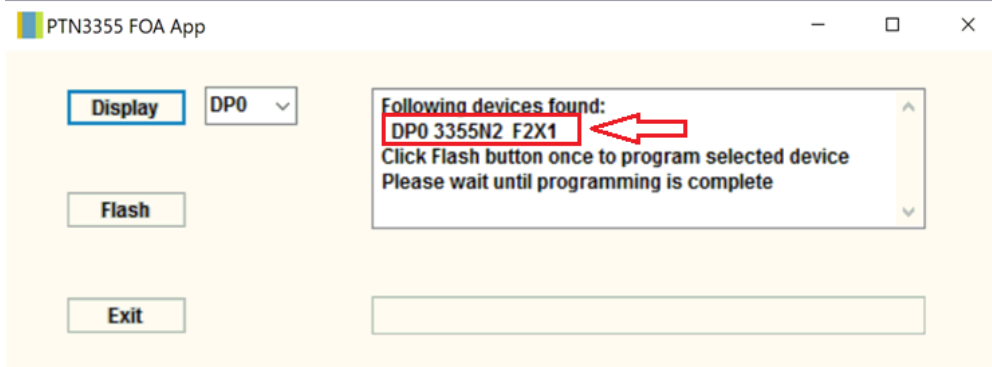 PTN3355 FOA App
Display
DP0
Following devices found:
DP0 3355N2 F2X1
Click Flash button once to program selected device
Please wait until programming is complete
Flash
Exit